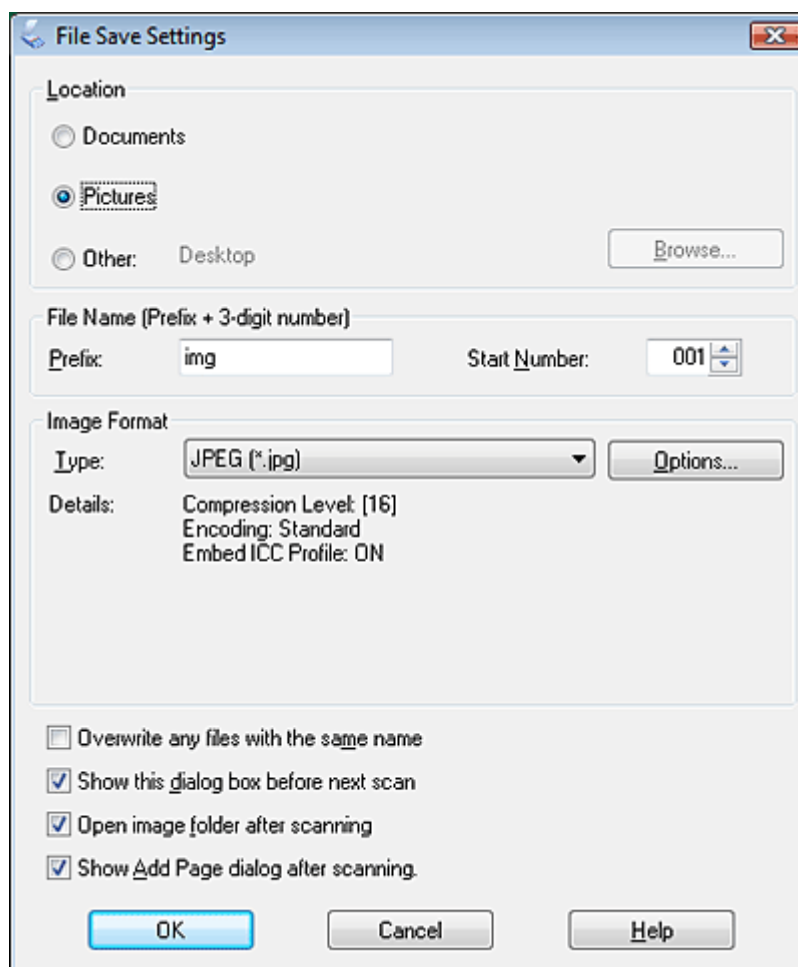 File Save Settings
Location
Documents
Pictures
Other: Desktop Browse...
File Name (Prefix + 3-digit number)
Prefix: img Start Number: 001
Image Format
Type: JPEG (*.jpg) Options...
Details: Compression Level: [16]
Encoding: Standard
Embed ICC Profile: ON
Overwrite any files with the same name
Show this dialog box before next scan
Open image folder after scanning
Show Add Page dialog after scanning.
OK Cancel Help